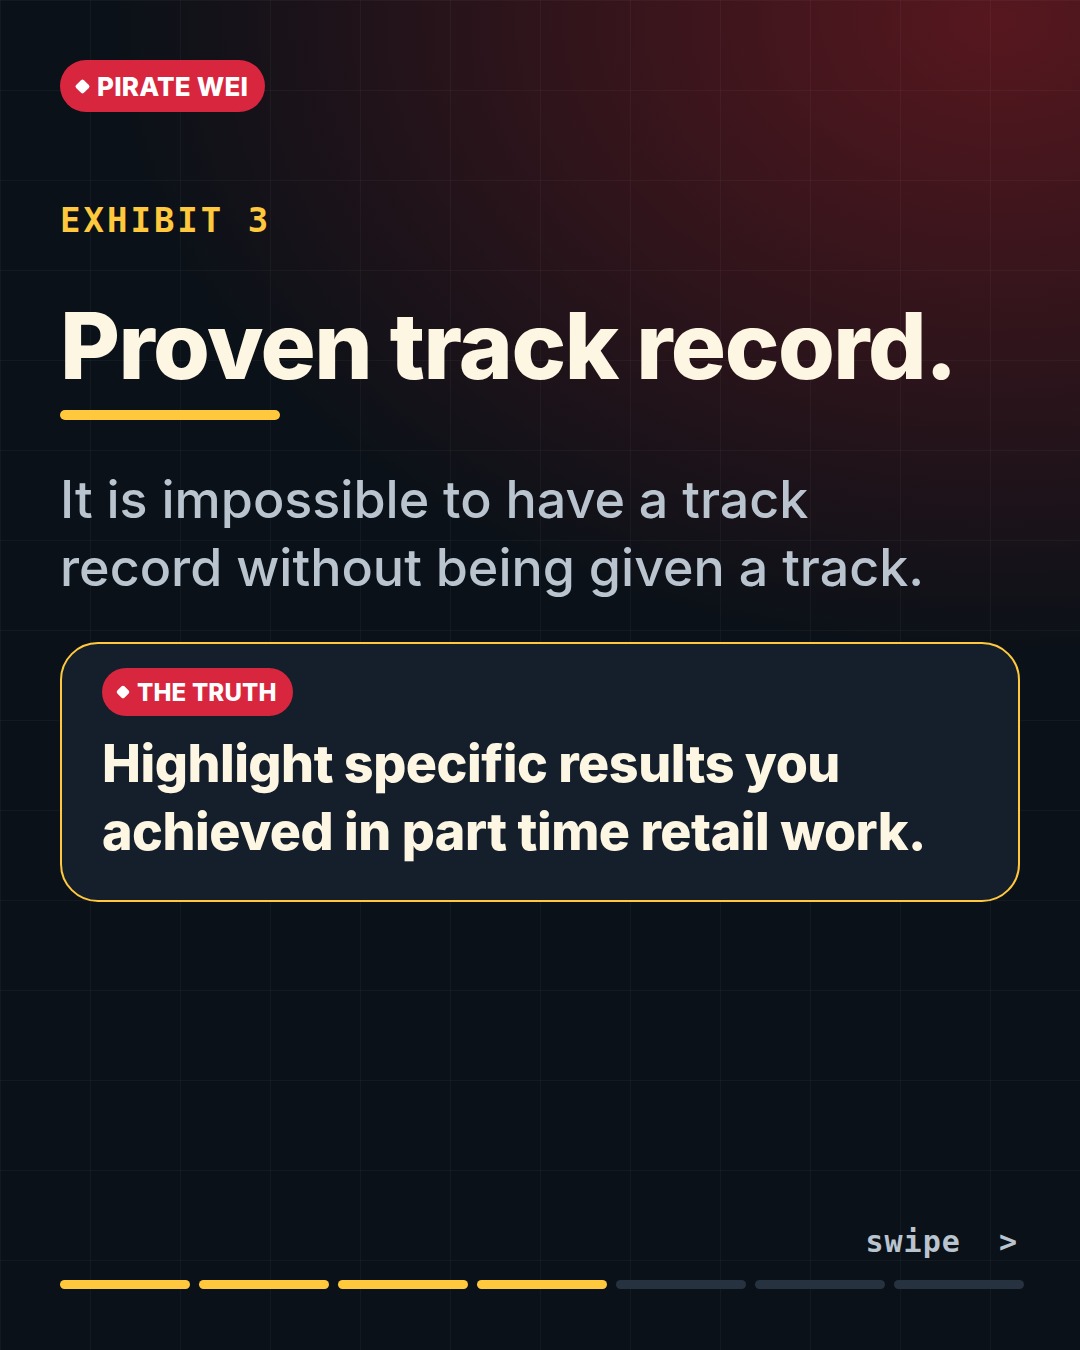 PIRATE WEI
EXHIBIT 3
Proven track record.
It is impossible to have a track
record without being given a track.
THE TRUTH
Highlight specific results you
achieved in part time retail work.
swipe >